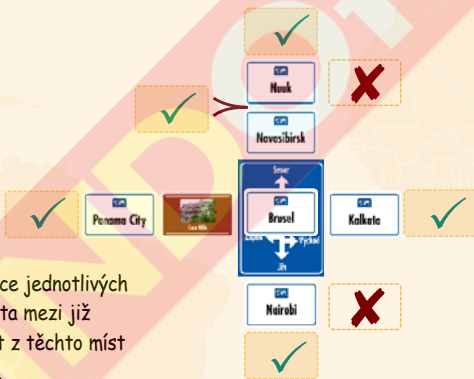 Nuuk
Novosibirsk
Sever
Panama City
Brusel
Kalkata
Západ
Východ
Jih
ce jednotlivých
ta mezi již
Nairobi
t z těchto míst